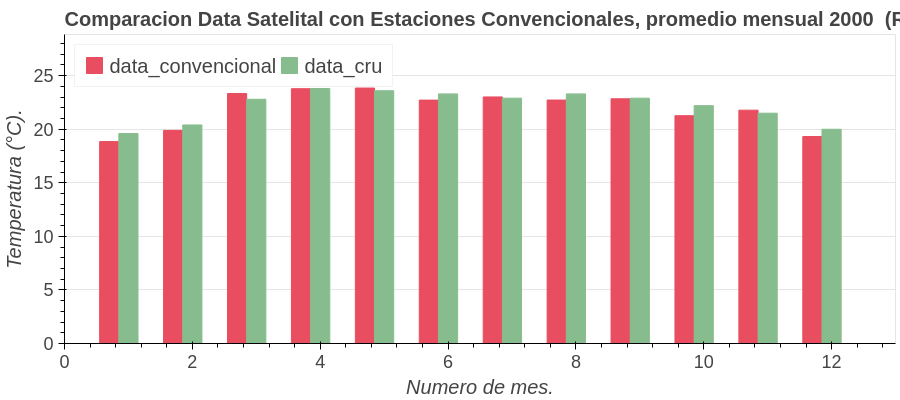 Comparacion Data Satelital con Estaciones Convencionales, promedio mensual 2000 (R
data_convencional data_cru
25
20
15
10
5
0
Temperatura (°C).
0 2 4 6 8 10 12
Numero de mes.